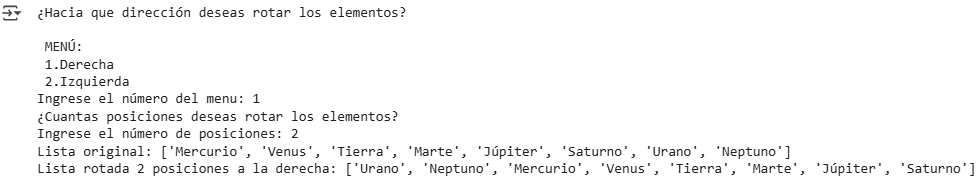 ¿Hacia que dirección deseas rotar los elementos?
MENÚ:
1.Derecha
2.Izquierda
Ingrese el número del menu: 1
¿Cuantas posiciones deseas rotar los elementos?
Ingrese el número de posiciones: 2
Lista original: ['Mercurio', 'Venus', 'Tierra', 'Marte', 'Júpiter', 'Saturno', 'Urano', 'Neptuno']
Lista rotada 2 posiciones a la derecha: ['Urano', 'Neptuno', 'Mercurio', 'Venus', 'Tierra', 'Marte', 'Júpiter', 'Saturno']